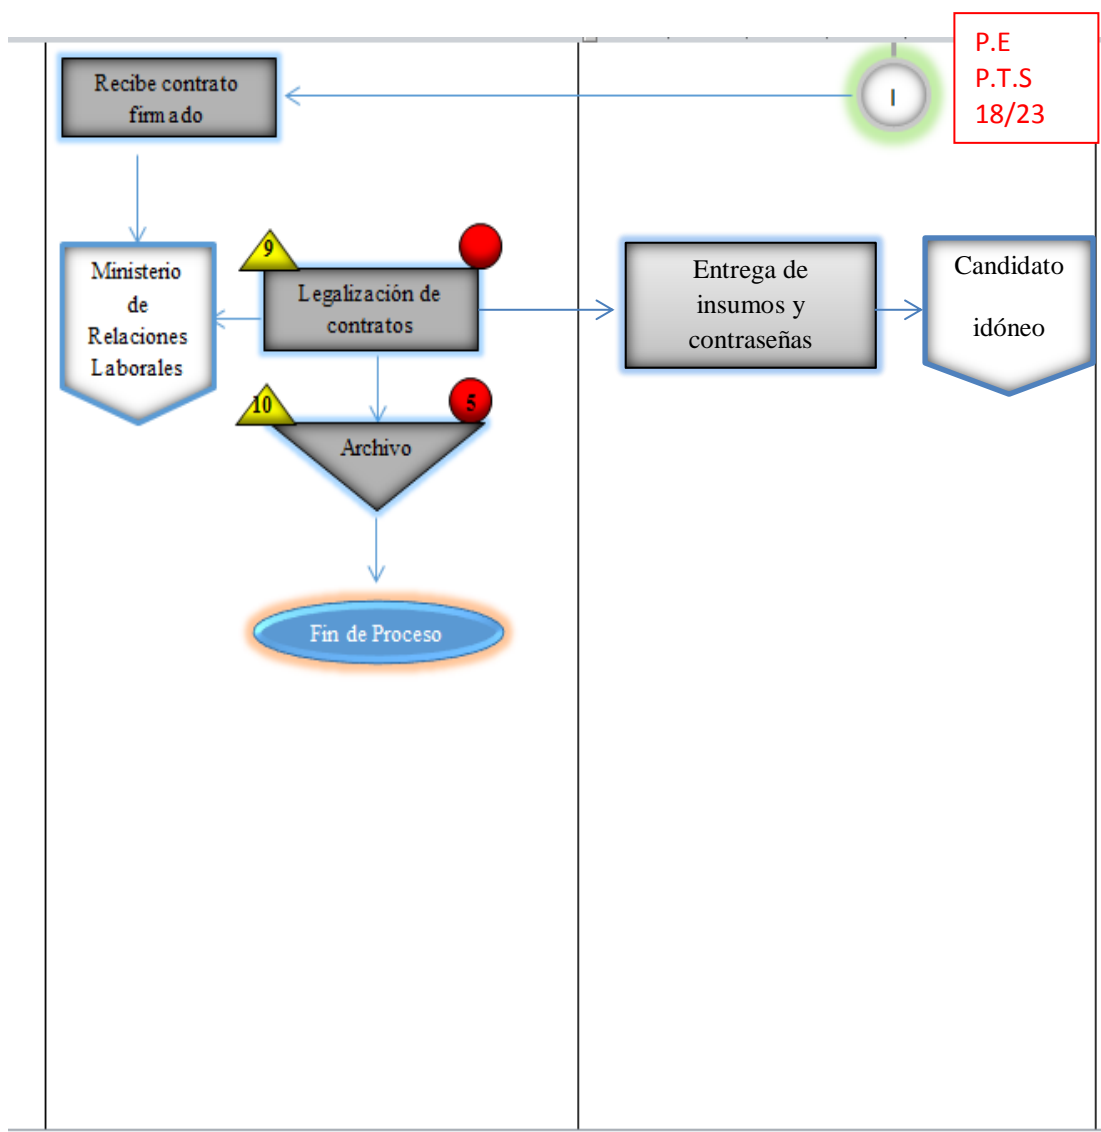 P.E
P.T.S
18/23
Recibe contrato
firmado
I
9
Ministerio
de
Relaciones
Laborales
Legalización de
contratos
Entrega de
insumos y
contraseñas
Candidato
idóneo
10
5
Archivo
Fin de Proceso